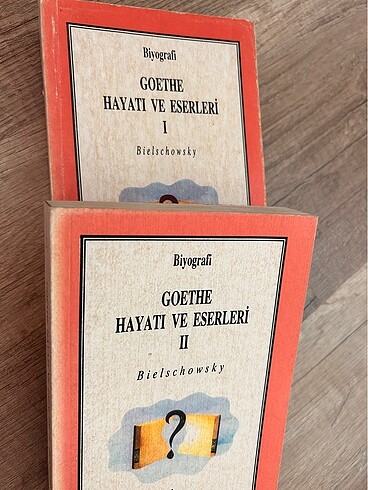 Biyografi
GOETHE
HAYATI VE ESERLERİ
I
Bielschowsky
Biyografi
GOETHE
HAYATI VE ESERLERİ
II
Bielschowsky
?